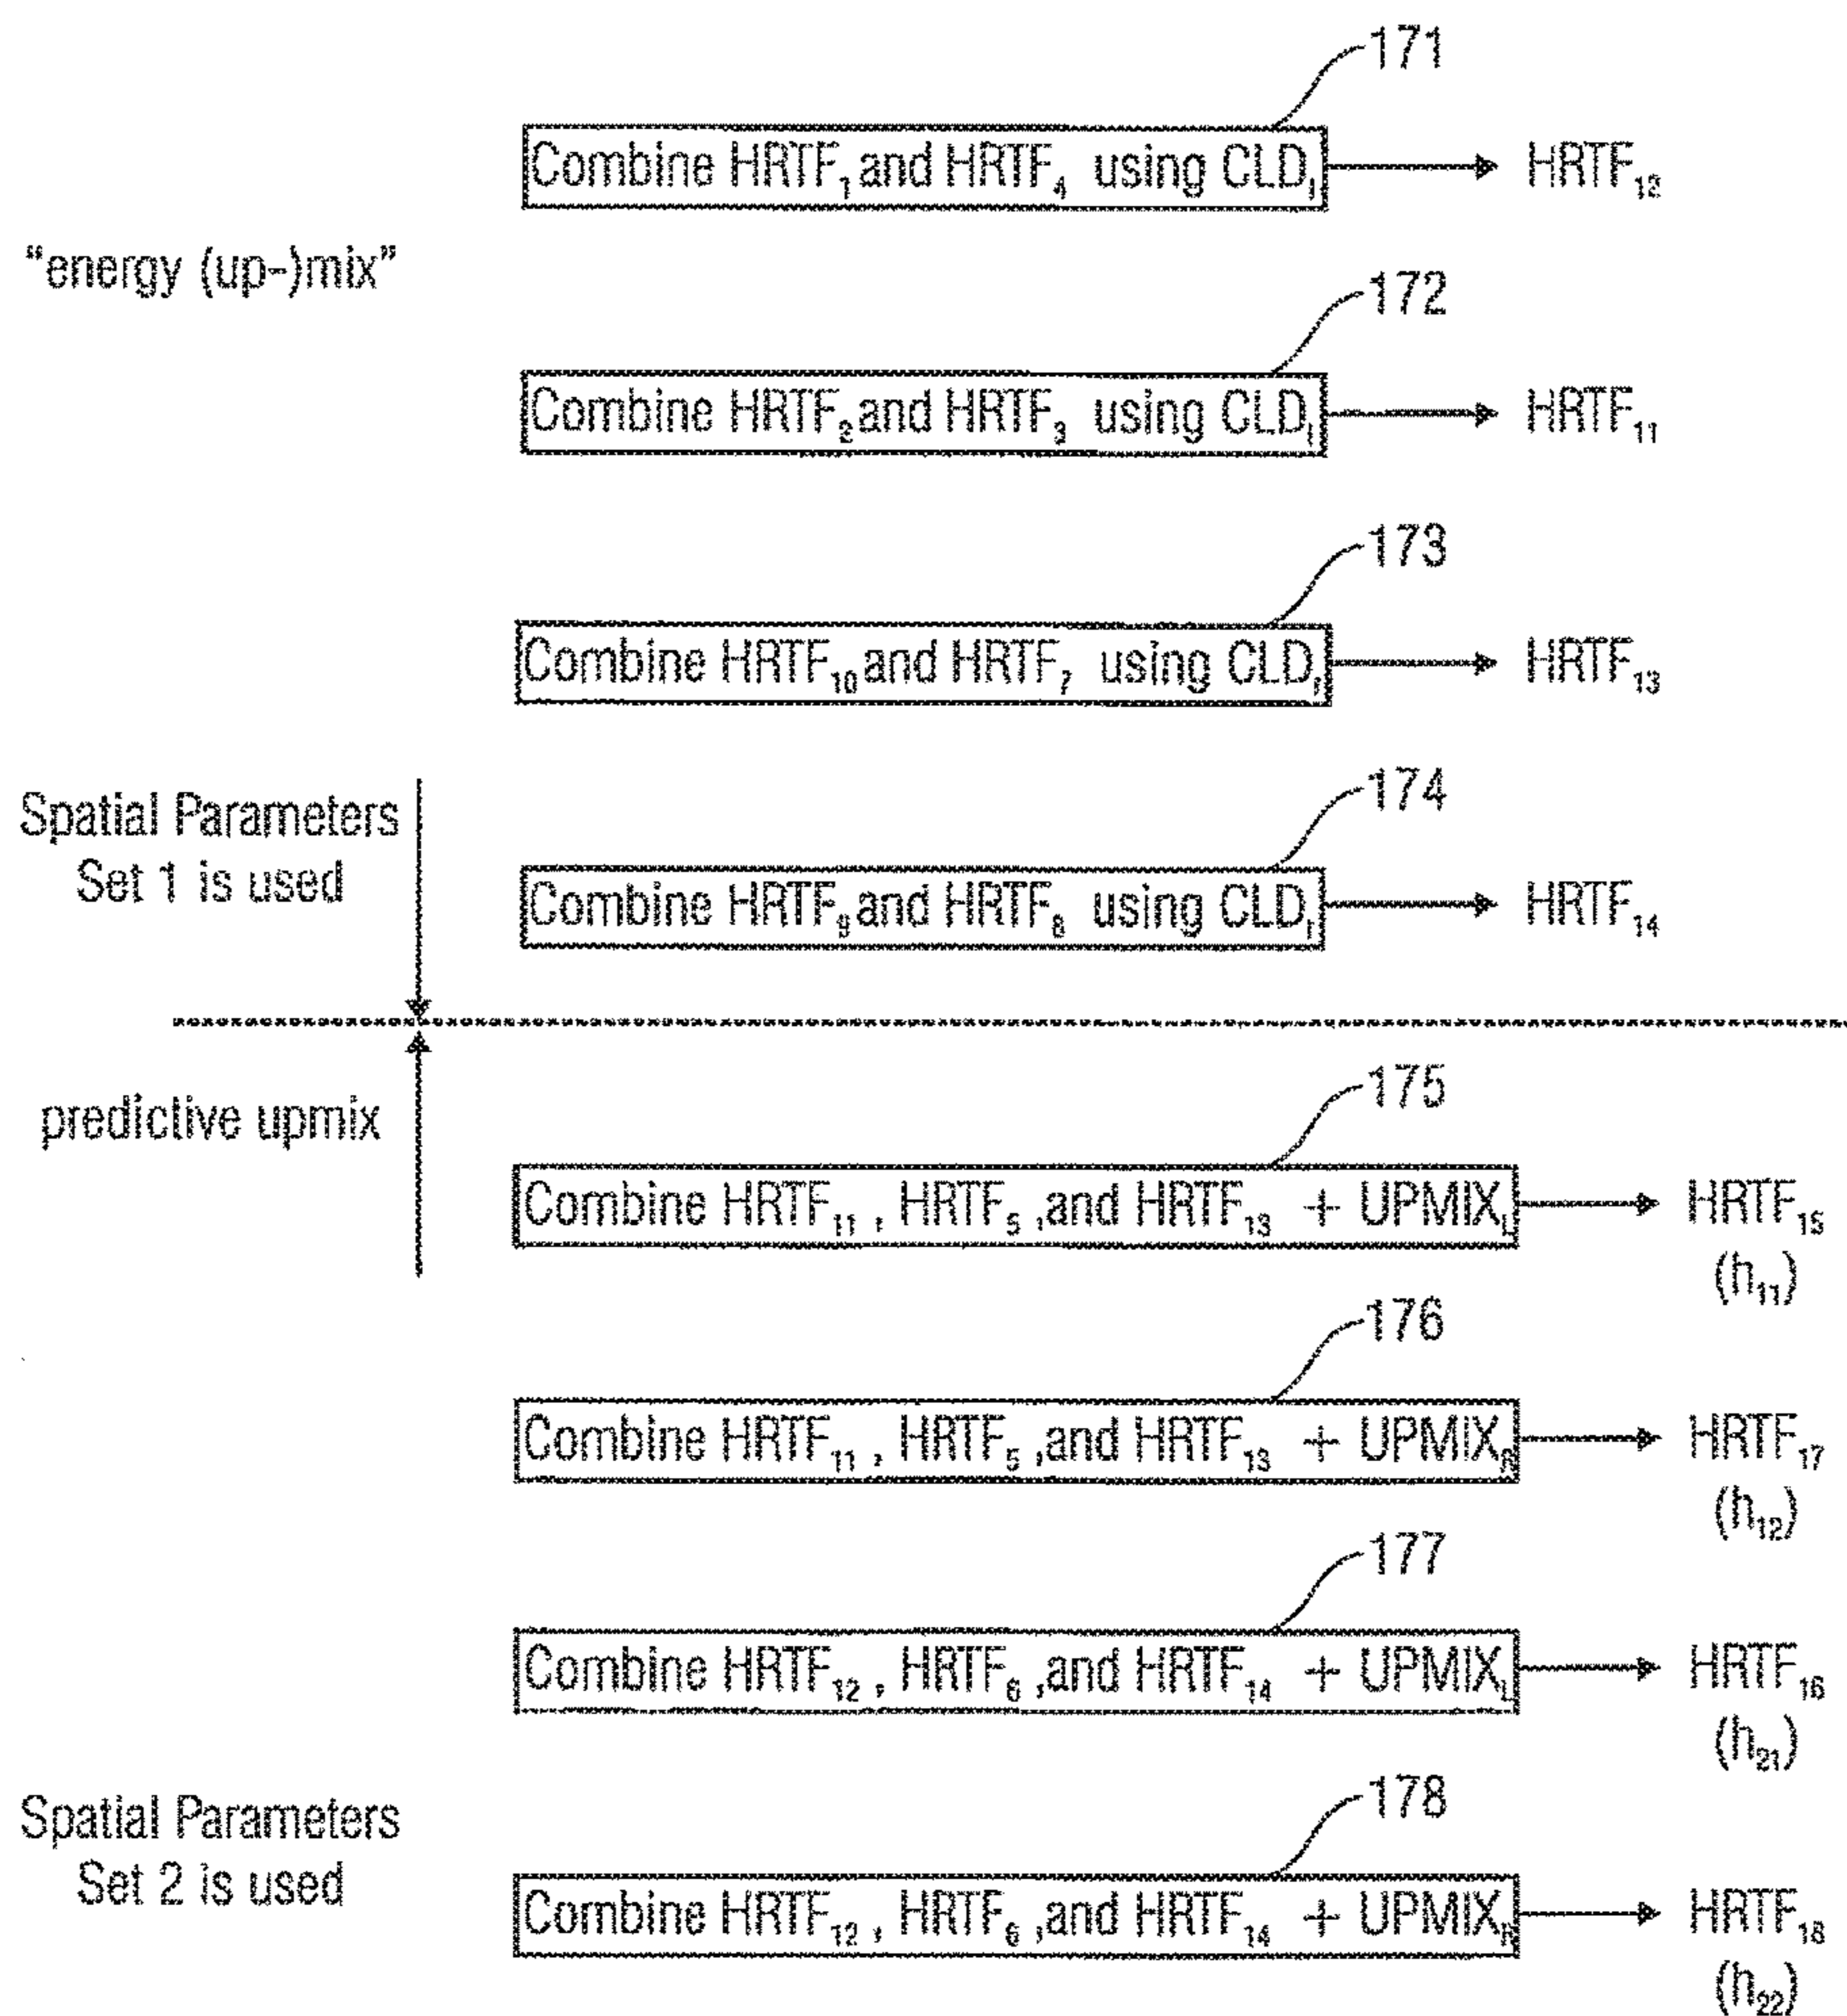 171
Combine HRTF₁ and HRTF₄ using CLDₗ
HRTF₁₂
"energy (up-)mix"
172
Combine HRTF₂ and HRTF₃ using CLDₗ
HRTF₁₁
173
Combine HRTF₁₀ and HRTF₇ using CLDᵣ
HRTF₁₃
Spatial Parameters
Set 1 is used
174
Combine HRTF₉ and HRTF₈ using CLDᵣ
HRTF₁₄
predictive upmix
175
Combine HRTF₁₁, HRTF₅, and HRTF₁₃ + UPMIX_L
HRTF₁₅
(h₁₁)
176
Combine HRTF₁₁, HRTF₅, and HRTF₁₃ + UPMIX_R
HRTF₁₇
(h₁₂)
177
Combine HRTF₁₂, HRTF₆, and HRTF₁₄ + UPMIX_L
HRTF₁₆
(h₂₁)
Spatial Parameters
Set 2 is used
178
Combine HRTF₁₂, HRTF₆, and HRTF₁₄ + UPMIX_R
HRTF₁₈
(h₂₂)